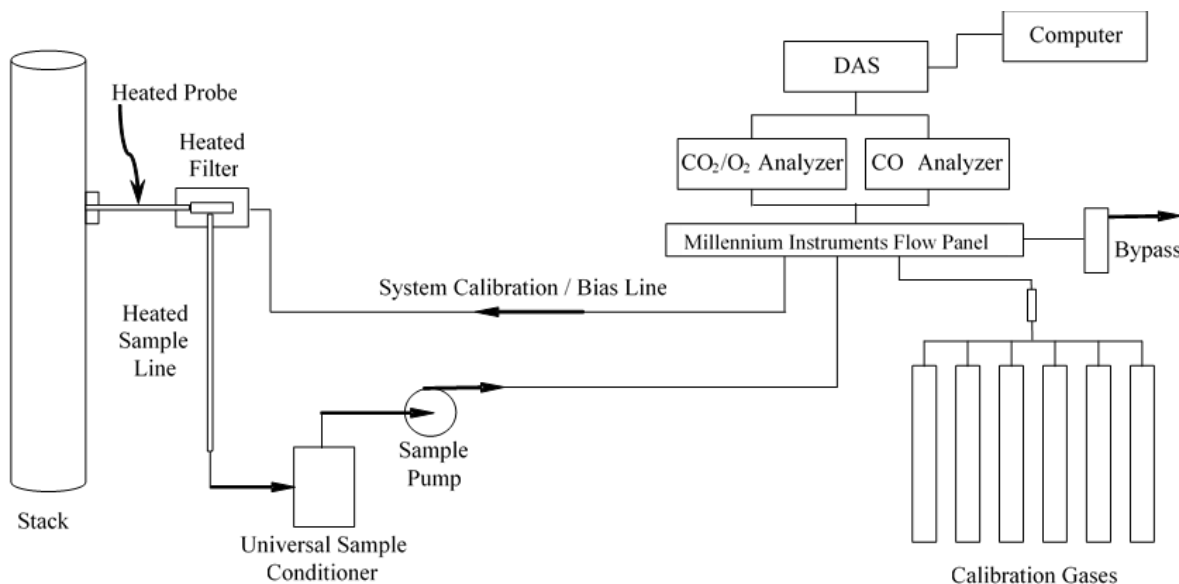 Computer
DAS
Heated Probe
Heated
Filter
CO₂/O₂ Analyzer
CO Analyzer
Millennium Instruments Flow Panel
Bypass
System Calibration / Bias Line
Heated
Sample
Line
Sample
Pump
Stack
Universal Sample
Conditioner
Calibration Gases